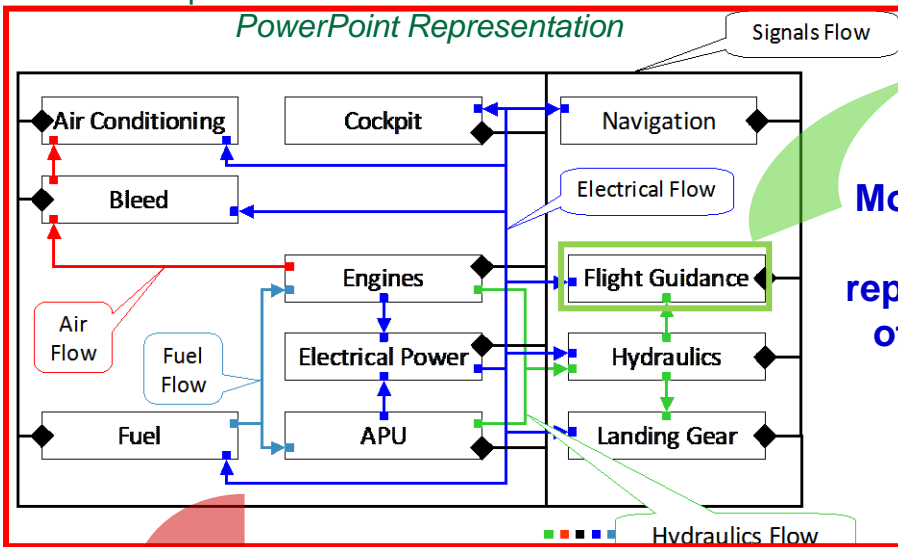 PowerPoint Representation
Signals Flow
Air Conditioning
Cockpit
Navigation
Electrical Flow
Bleed
Engines
Flight Guidance
Air
Flow
Fuel
Flow
Electrical Power
Hydraulics
Fuel
APU
Landing Gear
Hydraulics Flow
Mo
rep
of